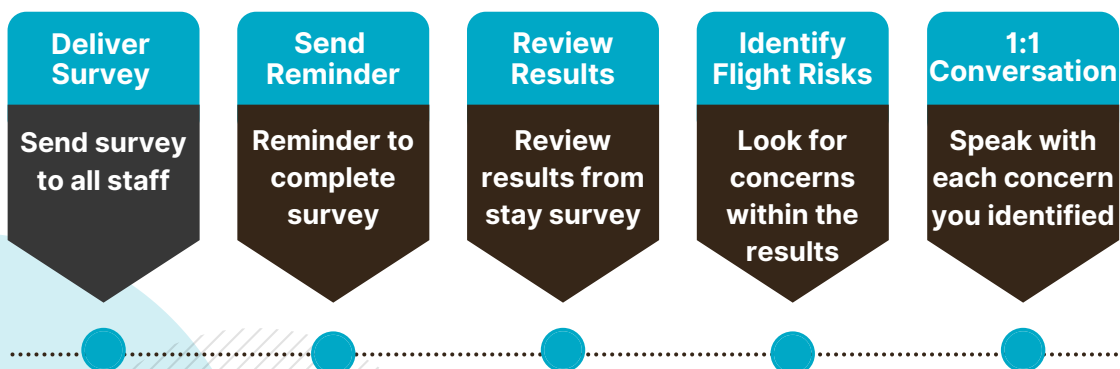 Deliver
Survey
Send survey
to all staff
Send
Reminder
Reminder to
complete
survey
Review
Results
Review
results from
stay survey
Identify
Flight Risks
Look for
concerns
within the
results
1:1
Conversation
Speak with
each concern
you identified